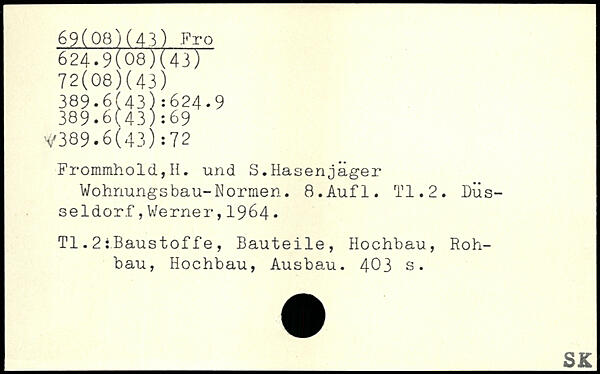 69(08)(43) Fro
624.9(08)(43)
72(08)(43)
389.6(43):624.9
389.6(43):69
√389.6(43):72
Frommhold,H. und S.Hasenjäger
Wohnungsbau-Normen. 8.Aufl. Tl.2. Düs-
seldorf,Werner,1964.
Tl.2:Baustoffe, Bauteile, Hochbau, Roh-
bau, Hochbau, Ausbau. 403 s.
SK